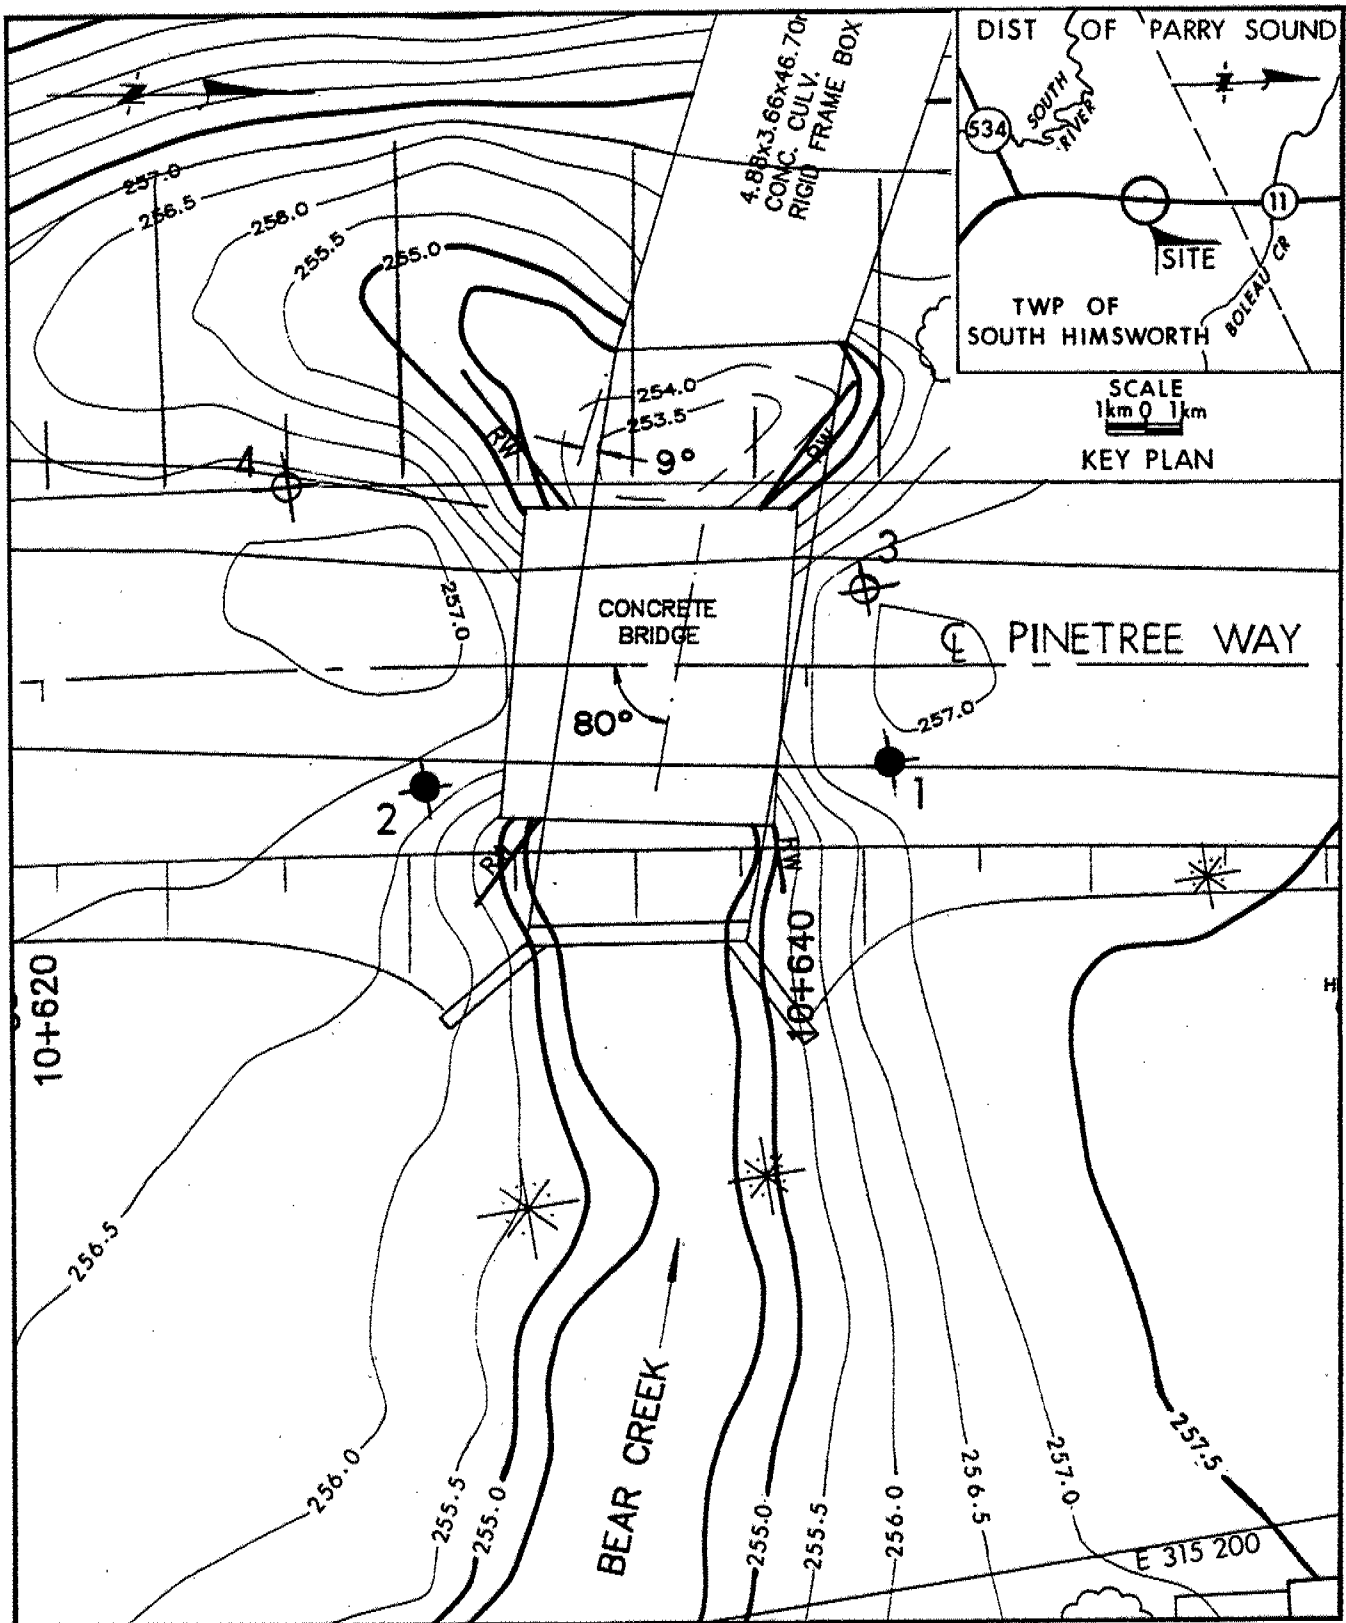 DIST OF PARRY SOUND
N
N
534
SOUTH
RIVER
11
SITE
BOLEAU CR
TWP OF
SOUTH HIMSWORTH
SCALE
1km 0 1km
KEY PLAN
4.88x3.66x46.70
CONC. CULV.
RIGID FRAME BOX
257.0
256.5
256.0
255.5
255.0
254.0
253.5
RW
RW
9°
4
3
257.0
CONCRETE
BRIDGE
℄ PINETREE WAY
80°
257.0
2
1
RW
RW
10+620
10+640
H
256.5
BEAR CREEK
256.0
255.5
255.0
255.0
255.5
256.0
256.5
257.0
257.5
E 315 200